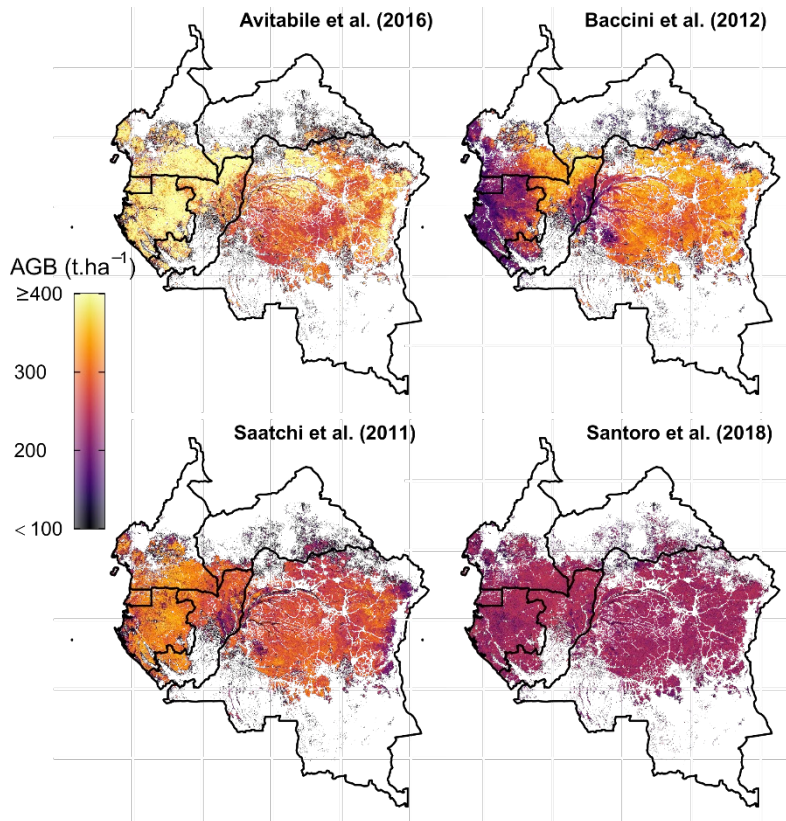 Avitabile et al. (2016)
Baccini et al. (2012)
AGB (t.ha⁻¹)
≥400
300
200
<100
Saatchi et al. (2011)
Santoro et al. (2018)